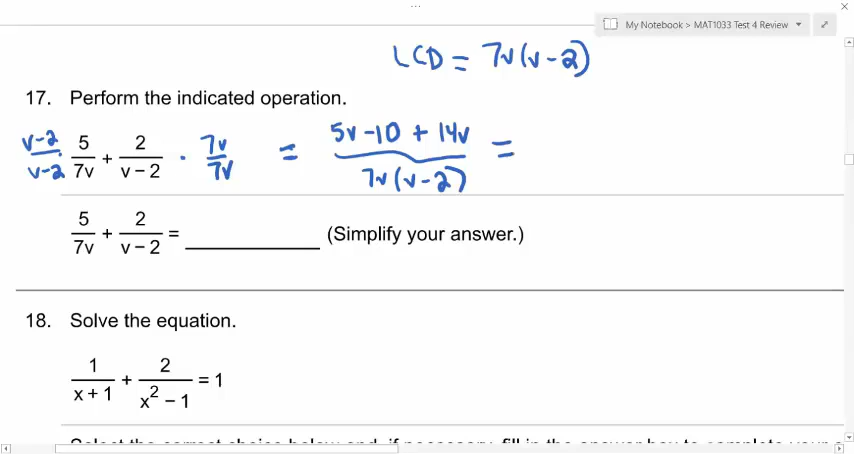 ...
My Notebook > MAT1033 Test 4 Review
LCD = 7v(v-2)
17. Perform the indicated operation.
v-2/v-2 · 5/7v + 2/v-2 · 7v/7v = 5v-10 + 14v/7v(v-2) =
5/7v + 2/v-2 = ________ (Simplify your answer.)
18. Solve the equation.
1/x+1 + 2/x²-1 = 1